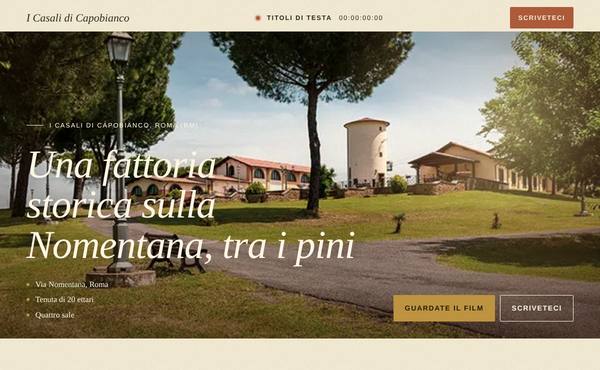 I Casali di Capobianco
TITOLI DI TESTA 00:00:00:00
SCRIVETECI
I CASALI DI CAPOBIANCO, ROMA (RM)
Una fattoria
storica sulla
Nomentana, tra i pini
Via Nomentana, Roma
Tenuta di 20 ettari
Quattro sale
GUARDATE IL FILM
SCRIVETECI